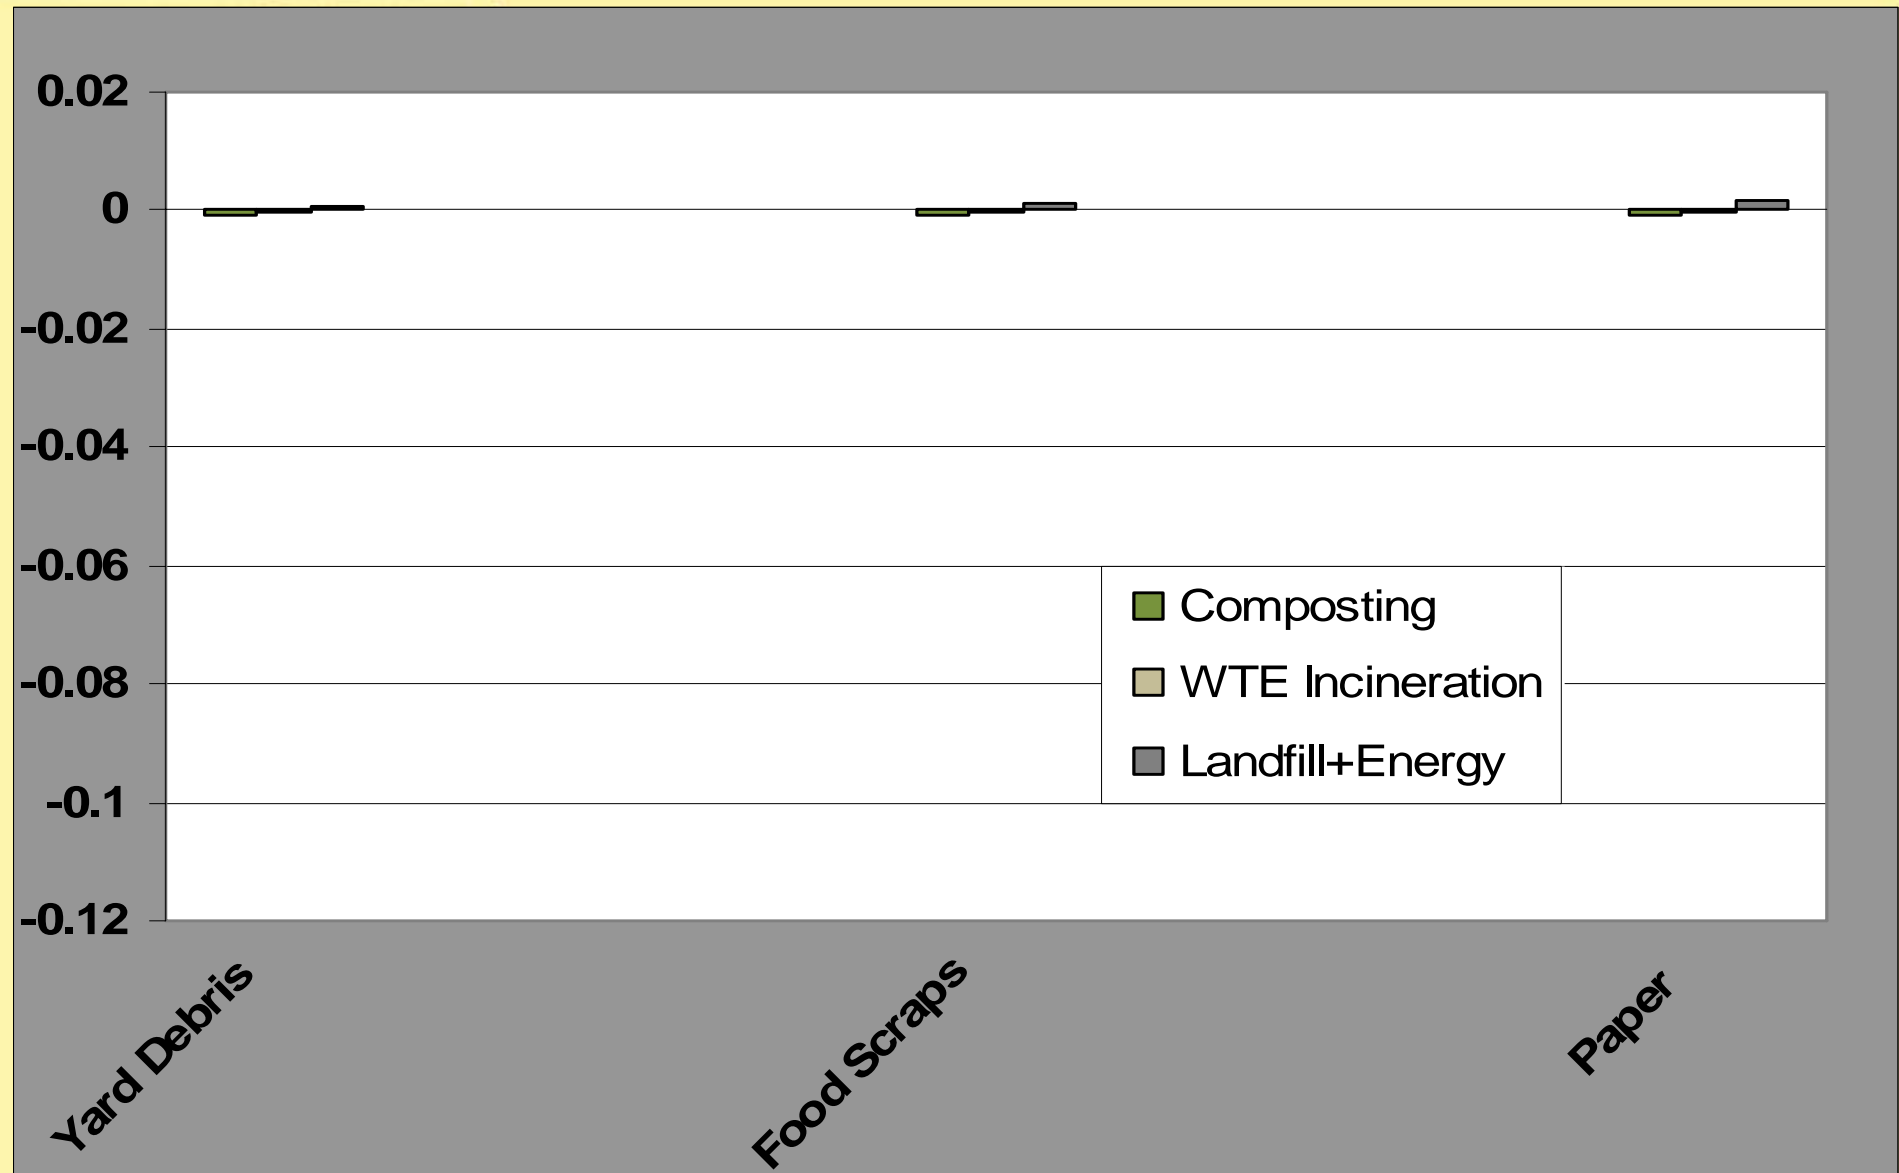 0.02
0
-0.02
-0.04
-0.06
-0.08
-0.1
-0.12
Composting
WTE Incineration
Landfill+Energy
Yard Debris
Food Scraps
Paper